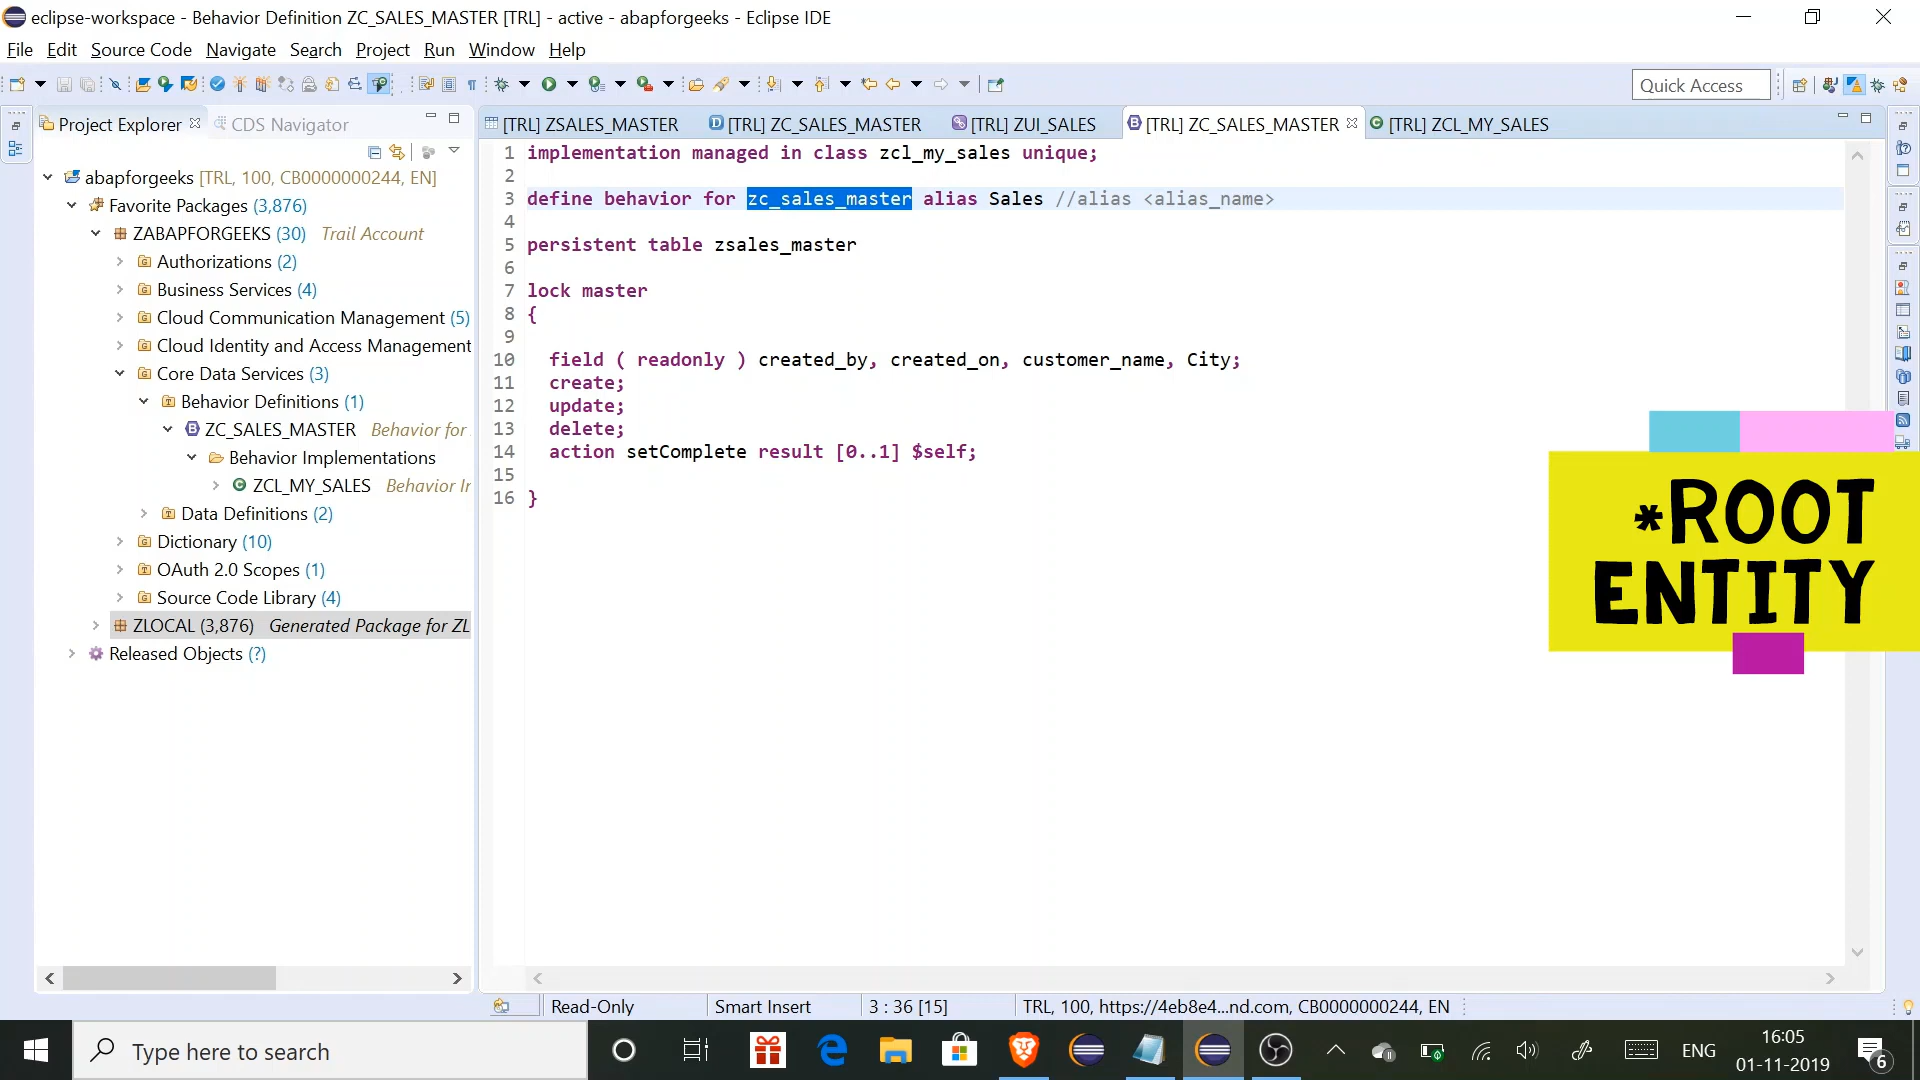 eclipse-workspace - Behavior Definition ZC_SALES_MASTER [TRL] - active - abapforgeeks - Eclipse IDE
File Edit Source Code Navigate Search Project Run Window Help
Quick Access
Project Explorer CDS Navigator
abapforgeeks [TRL, 100, CB0000000244, EN]
Favorite Packages (3,876)
ZABAPFORGEEKS (30) Trail Account
Authorizations (2)
Business Services (4)
Cloud Communication Management (5)
Cloud Identity and Access Management
Core Data Services (3)
Behavior Definitions (1)
ZC_SALES_MASTER Behavior for
Behavior Implementations
ZCL_MY_SALES Behavior Ir
Data Definitions (2)
Dictionary (10)
OAuth 2.0 Scopes (1)
Source Code Library (4)
ZLOCAL (3,876) Generated Package for ZL
Released Objects (?)
[TRL] ZSALES_MASTER [TRL] ZC_SALES_MASTER [TRL] ZUI_SALES [TRL] ZC_SALES_MASTER [TRL] ZCL_MY_SALES
1 implementation managed in class zcl_my_sales unique;
2
3 define behavior for zc_sales_master alias Sales //alias <alias_name>
4
5 persistent table zsales_master
6
7 lock master
8 {
9
10 field ( readonly ) created_by, created_on, customer_name, City;
11 create;
12 update;
13 delete;
14 action setComplete result [0..1] $self;
15
16 }
*ROOT
ENTITY
Read-Only Smart Insert 3 : 36 [15] TRL, 100, https://4eb8e4...nd.com, CB0000000244, EN
Type here to search
ENG
16:05
01-11-2019
6